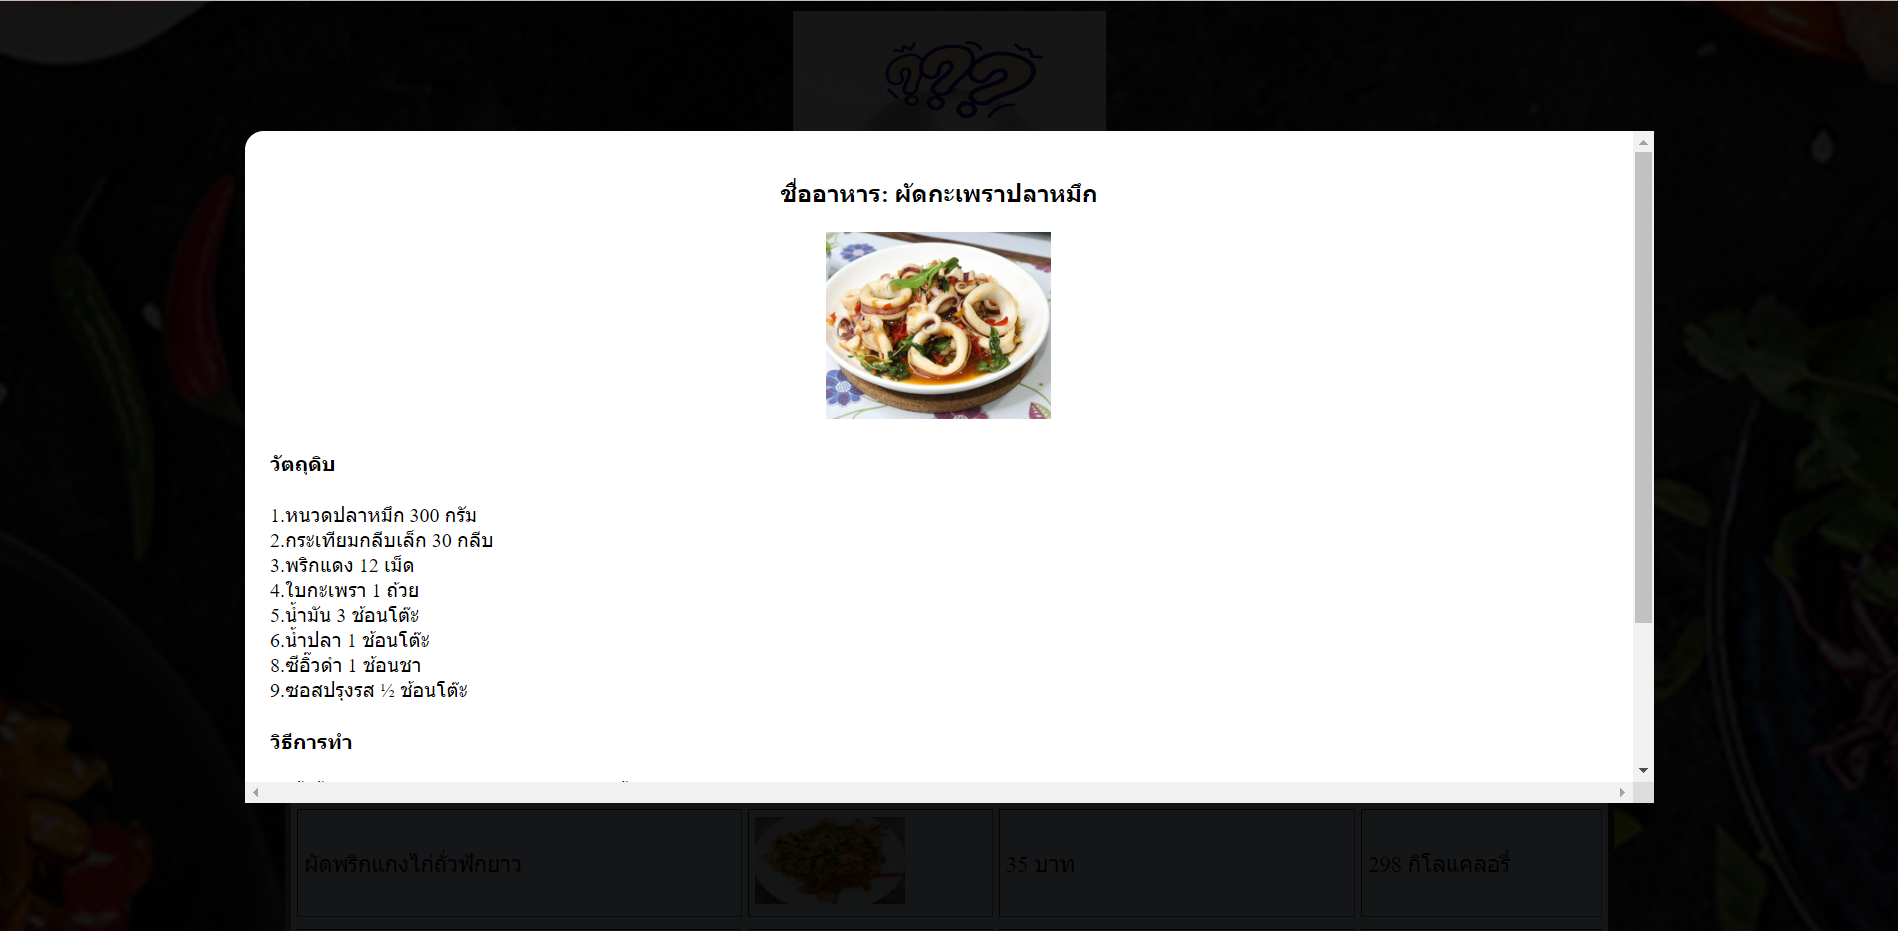 ???
ชื่ออาหาร: ผัดกะเพราปลาหมึก
วัตถุดิบ
1.หนวดปลาหมึก 300 กรัม
2.กระเทียมกลีบเล็ก 30 กลีบ
3.พริกแดง 12 เม็ด
4.ใบกะเพรา 1 ถ้วย
5.น้ำมัน 3 ช้อนโต๊ะ
6.น้ำปลา 1 ช้อนโต๊ะ
8.ซีอิ๊วดำ 1 ช้อนชา
9.ซอสปรุงรส ½ ช้อนโต๊ะ
วิธีการทำ
ผัดพริกแกงไก่ถั่วฟักยาว 35 บาท 298 กิโลแคลอรี่